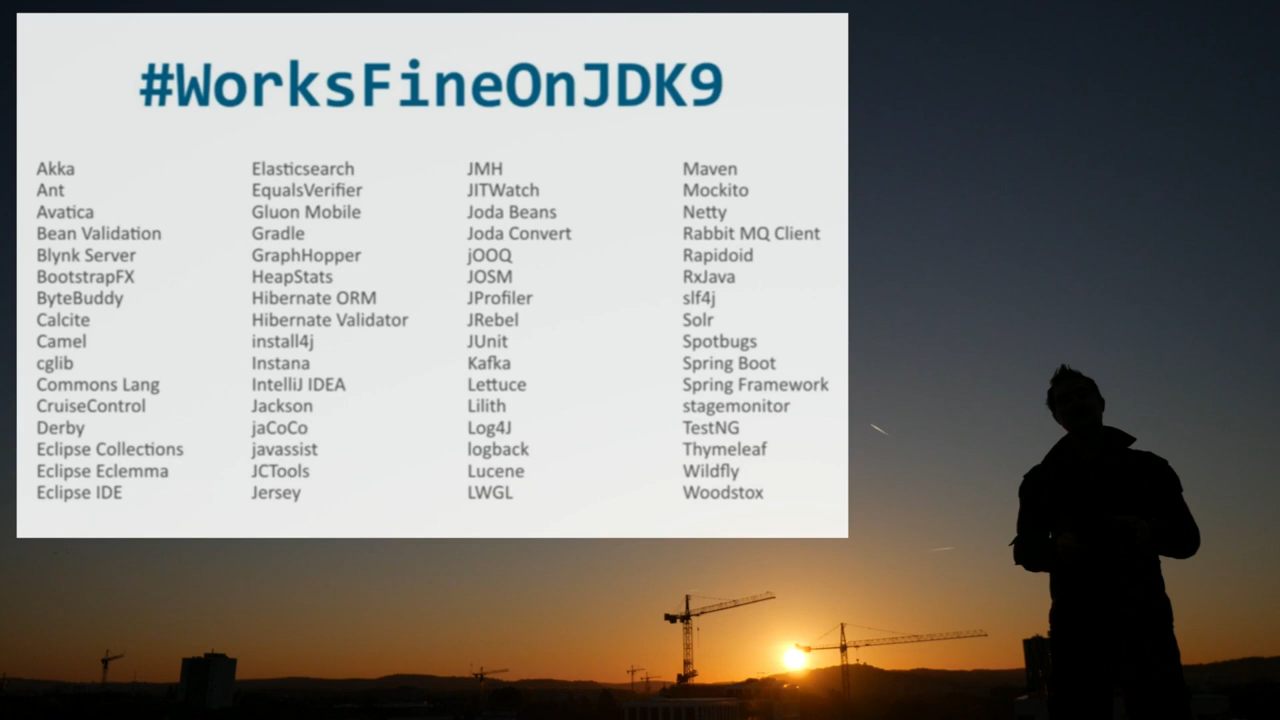 #WorksFineOnJDK9
Akka
Ant
Avatica
Bean Validation
Blynk Server
BootstrapFX
ByteBuddy
Calcite
Camel
cglib
Commons Lang
CruiseControl
Derby
Eclipse Collections
Eclipse Eclemma
Eclipse IDE
Elasticsearch
EqualsVerifier
Gluon Mobile
Gradle
GraphHopper
HeapStats
Hibernate ORM
Hibernate Validator
install4j
Instana
IntelliJ IDEA
Jackson
jaCoCo
javassist
JCTools
Jersey
JMH
JITWatch
Joda Beans
Joda Convert
jOOQ
JOSM
JProfiler
JRebel
JUnit
Kafka
Lettuce
Lilith
Log4J
logback
Lucene
LWGL
Maven
Mockito
Netty
Rabbit MQ Client
Rapidoid
RxJava
slf4j
Solr
Spotbugs
Spring Boot
Spring Framework
stagemonitor
TestNG
Thymeleaf
Wildfly
Woodstox